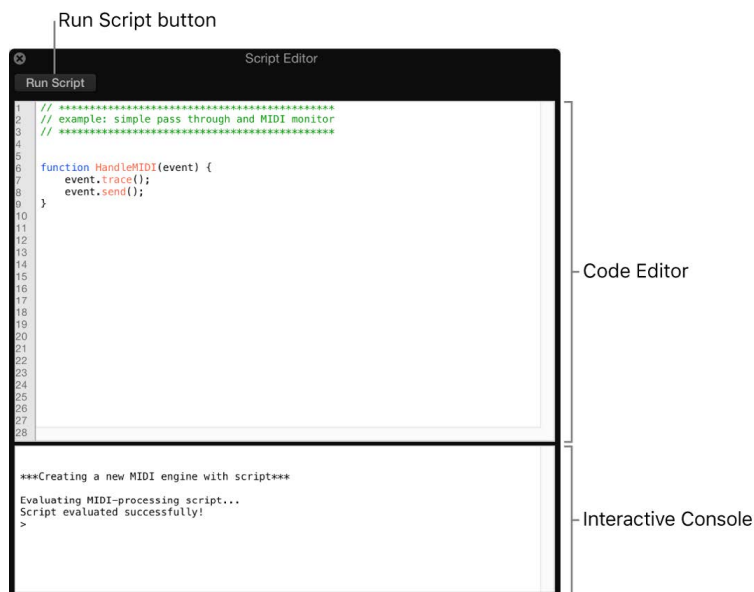 Run Script button
Script Editor
Run Script
1 // *********************************************
2 // example: simple pass through and MIDI monitor
3 // *********************************************
4
5
6 function HandleMIDI(event) {
7 event.trace();
8 event.send();
9 }
10
11
12
13
14
15
16
17
18
19
20
21
22
23
24
25
26
27
28
Code Editor
***Creating a new MIDI engine with script***
Evaluating MIDI-processing script...
Script evaluated successfully!
>
Interactive Console